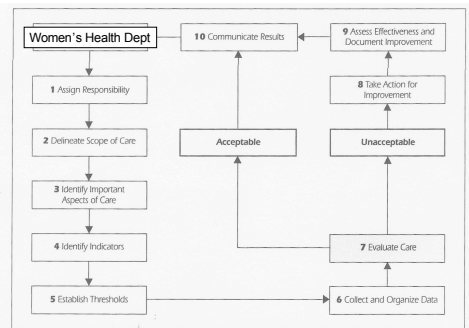 Women's Health Dept
1 Assign Responsibility
2 Delineate Scope of Care
3 Identify Important
Aspects of Care
4 Identify Indicators
5 Establish Thresholds
6 Collect and Organize Data
7 Evaluate Care
Acceptable
Unacceptable
8 Take Action for
Improvement
9 Assess Effectiveness and
Document Improvement
10 Communicate Results